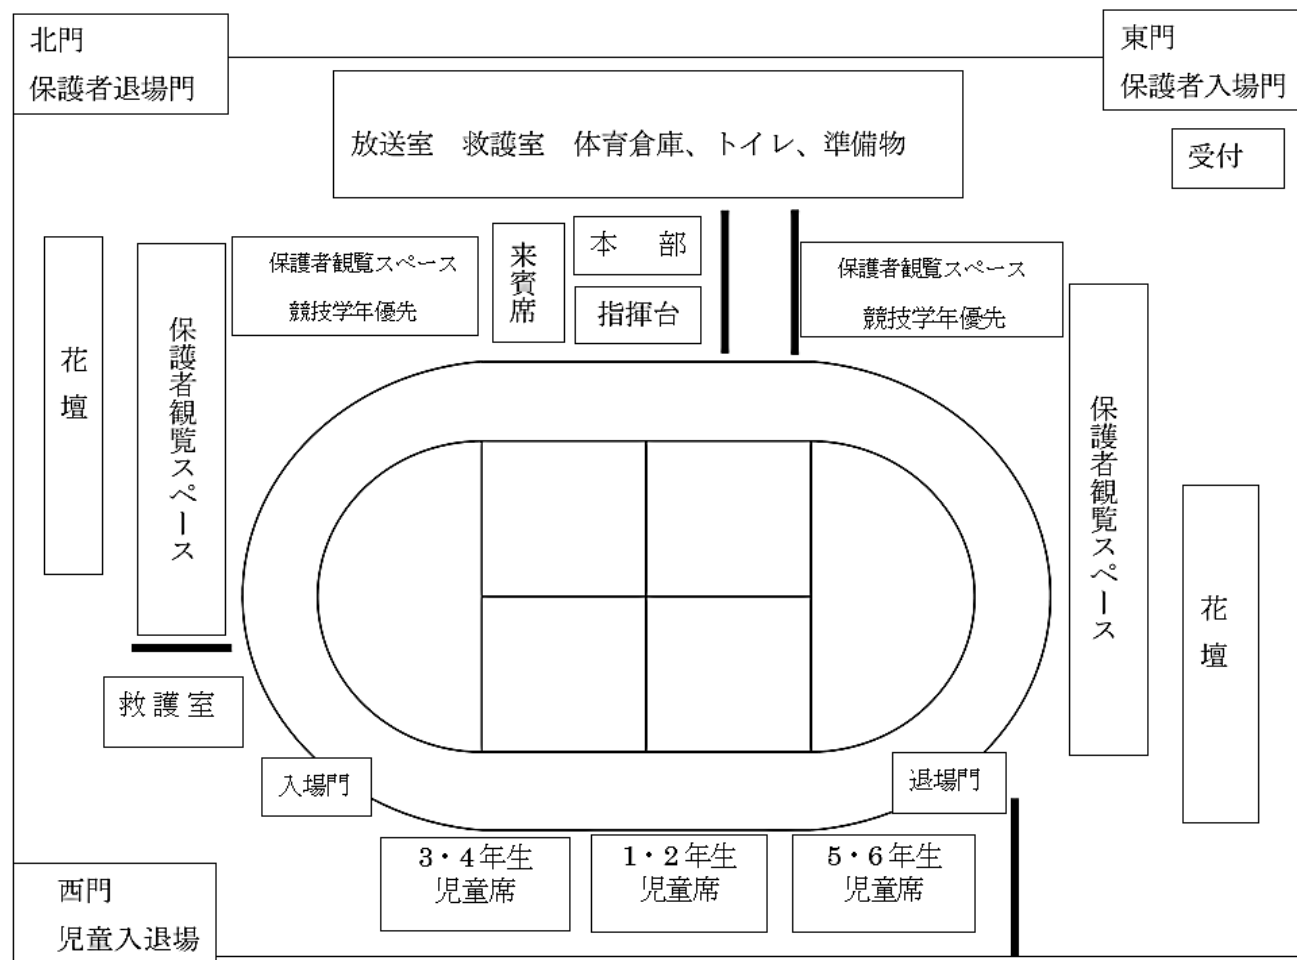 北門
保護者退場門
東門
保護者入場門
放送室 救護室 体育倉庫、トイレ、準備物
受付
保護者観覧スペース
競技学年優先
来賓席
本 部
指揮台
保護者観覧スペース
競技学年優先
花壇
保護者観覧スペース
保護者観覧スペース
花壇
救護室
入場門
退場門
3・4年生
児童席
1・2年生
児童席
5・6年生
児童席
西門
児童入退場